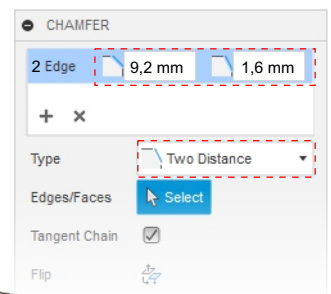 CHAMFER
2 Edge 9,2 mm 1,6 mm
Type Two Distance
Edges/Faces Select
Tangent Chain
Flip